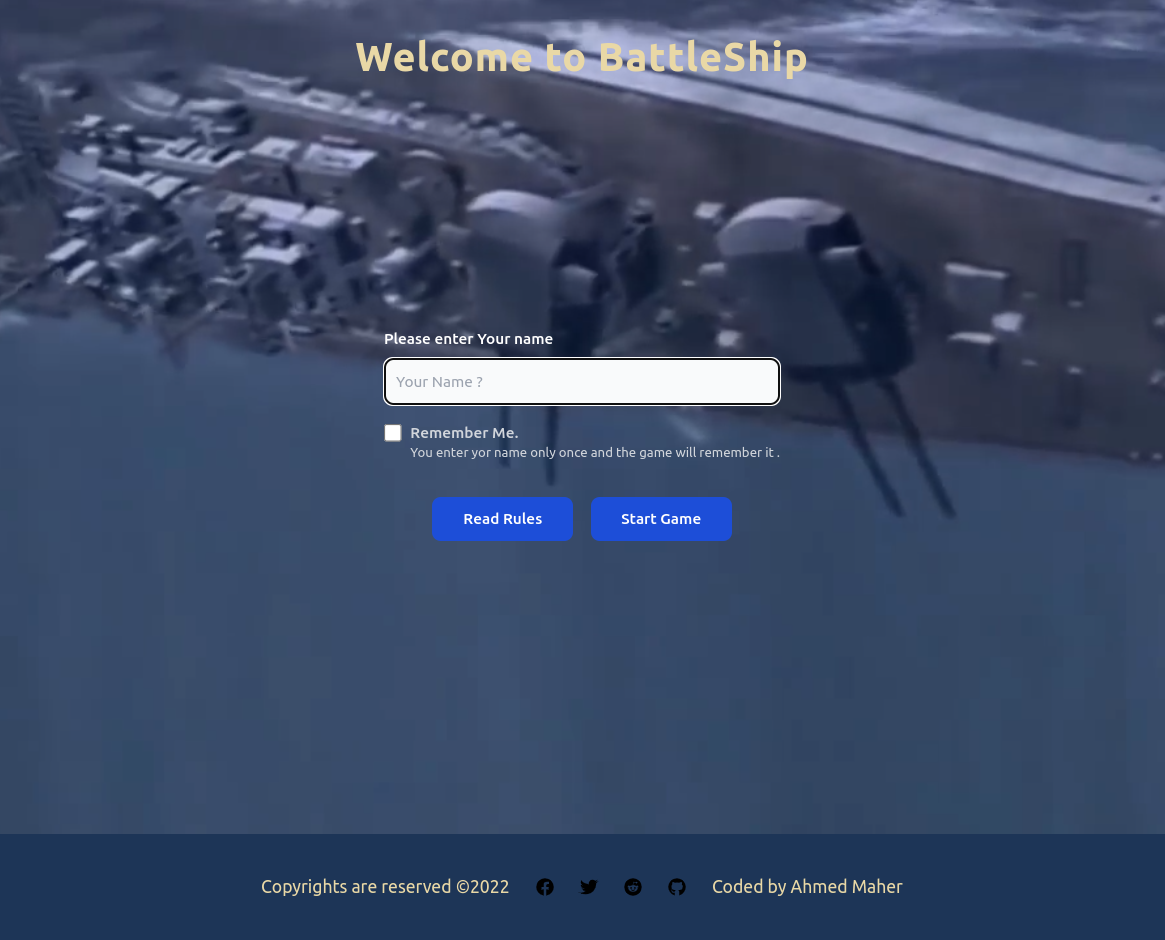 Welcome to BattleShip
Please enter Your name
Your Name ?
Remember Me.
You enter yor name only once and the game will remember it .
Read Rules Start Game
Copyrights are reserved ©2022 Coded by Ahmed Maher